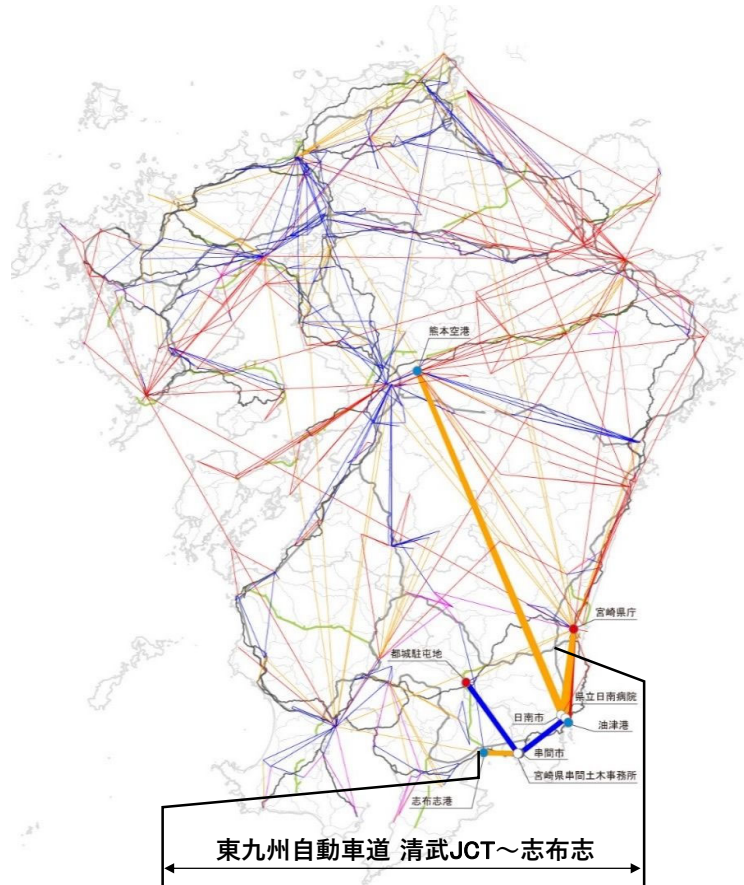 熊本空港
宮崎県庁
都城駐屯地
県立日南病院
日南市
油津港
串間市
宮崎県串間土木事務所
志布志港
東九州自動車道 清武JCT～志布志